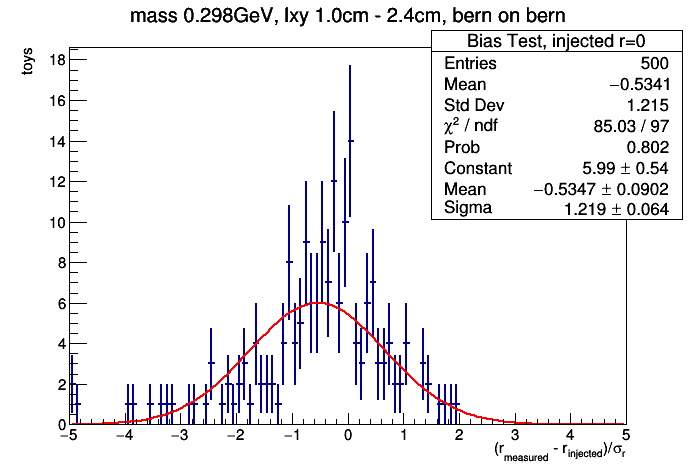 mass 0.298GeV, lxy 1.0cm - 2.4cm, bern on bern
Bias Test, injected r=0
Entries 500
Mean −0.5341
Std Dev 1.215
χ² / ndf 85.03 / 97
Prob 0.802
Constant 5.99 ± 0.54
Mean −0.5347 ± 0.0902
Sigma 1.219 ± 0.064
toys
18
16
14
12
10
8
6
4
2
0
−5 −4 −3 −2 −1 0 1 2 3 4 5
(r_measured - r_injected)/σ_r